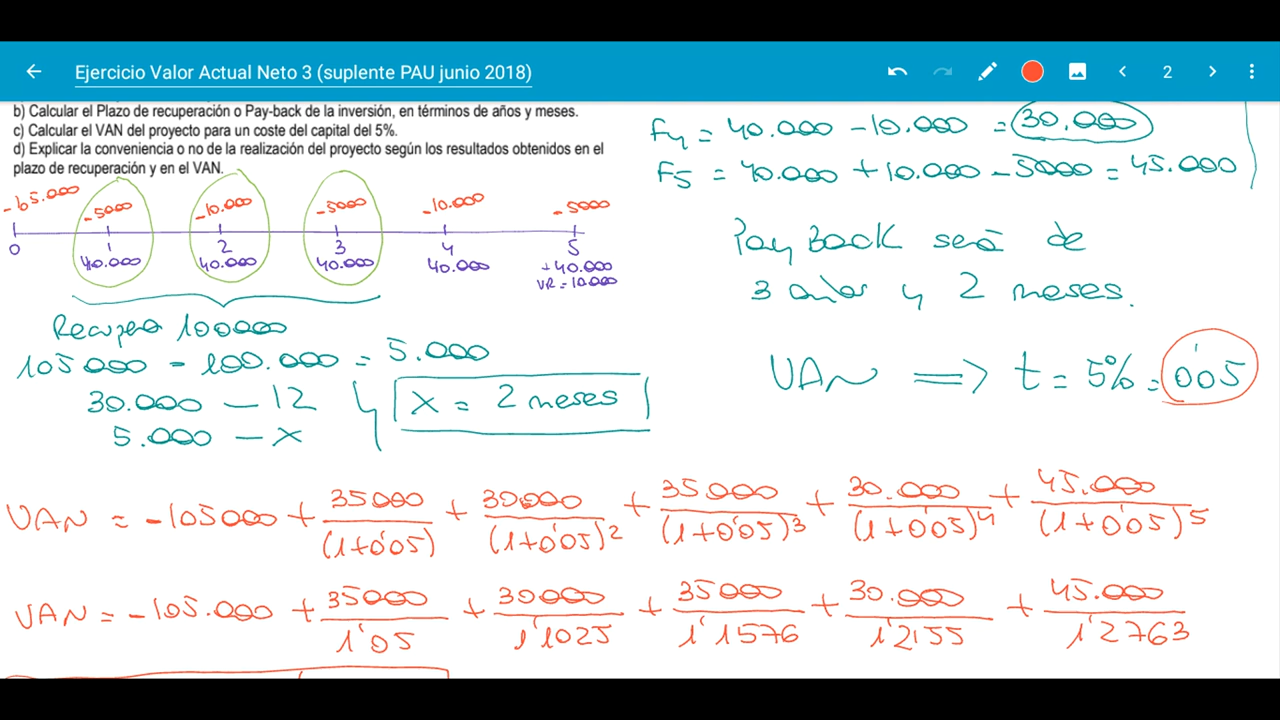 Ejercicio Valor Actual Neto 3 (suplente PAU junio 2018)
2
b) Calcular el Plazo de recuperación o Pay-back de la inversión, en términos de años y meses.
c) Calcular el VAN del proyecto para un coste del capital del 5%.
d) Explicar la conveniencia o no de la realización del proyecto según los resultados obtenidos en el
plazo de recuperación y en el VAN.
-5000 -10.000 -5000 -10.000 -5000
0 1 2 3 4 5
40.000 40.000 40.000 40.000 +40.000
VR = 10.000
Recupero 100000
105000 - 100.000 = 5.000
30.000 - 12
5.000 - X
X = 2 meses
F4 = 40.000 - 10.000 = 30.000
F5 = 40.000 + 10.000 - 5000 = 45.000
Pay Back será de
3 años y 2 meses.
VAN => t = 5% = 0'05
VAN = -105000 + 35000/(1+0'05) + 30.000/(1+0'05)2 + 35.000/(1+0'05)3 + 30.000/(1+0'05)4 + 45.000/(1+0'05)5
VAN = -105.000 + 35000/1'05 + 30000/1'1025 + 35000/1'1576 + 30.000/1'2155 + 45.000/1'2763